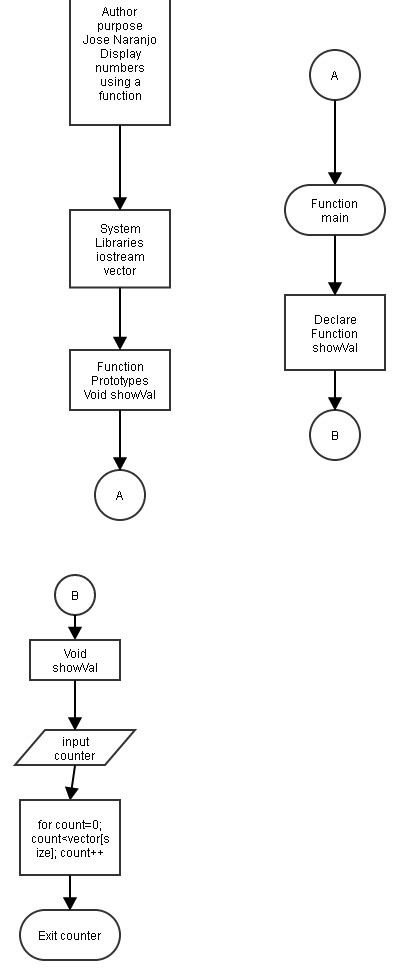 Author
purpose
Jose Naranjo
Display
numbers
using a
function
System
Libraries
iostream
vector
Function
Prototypes
Void showVal
A
A
Function
main
Declare
Function
showVal
B
B
Void
showVal
input
counter
for count=0;
count<vector[s
ize]; count++
Exit counter